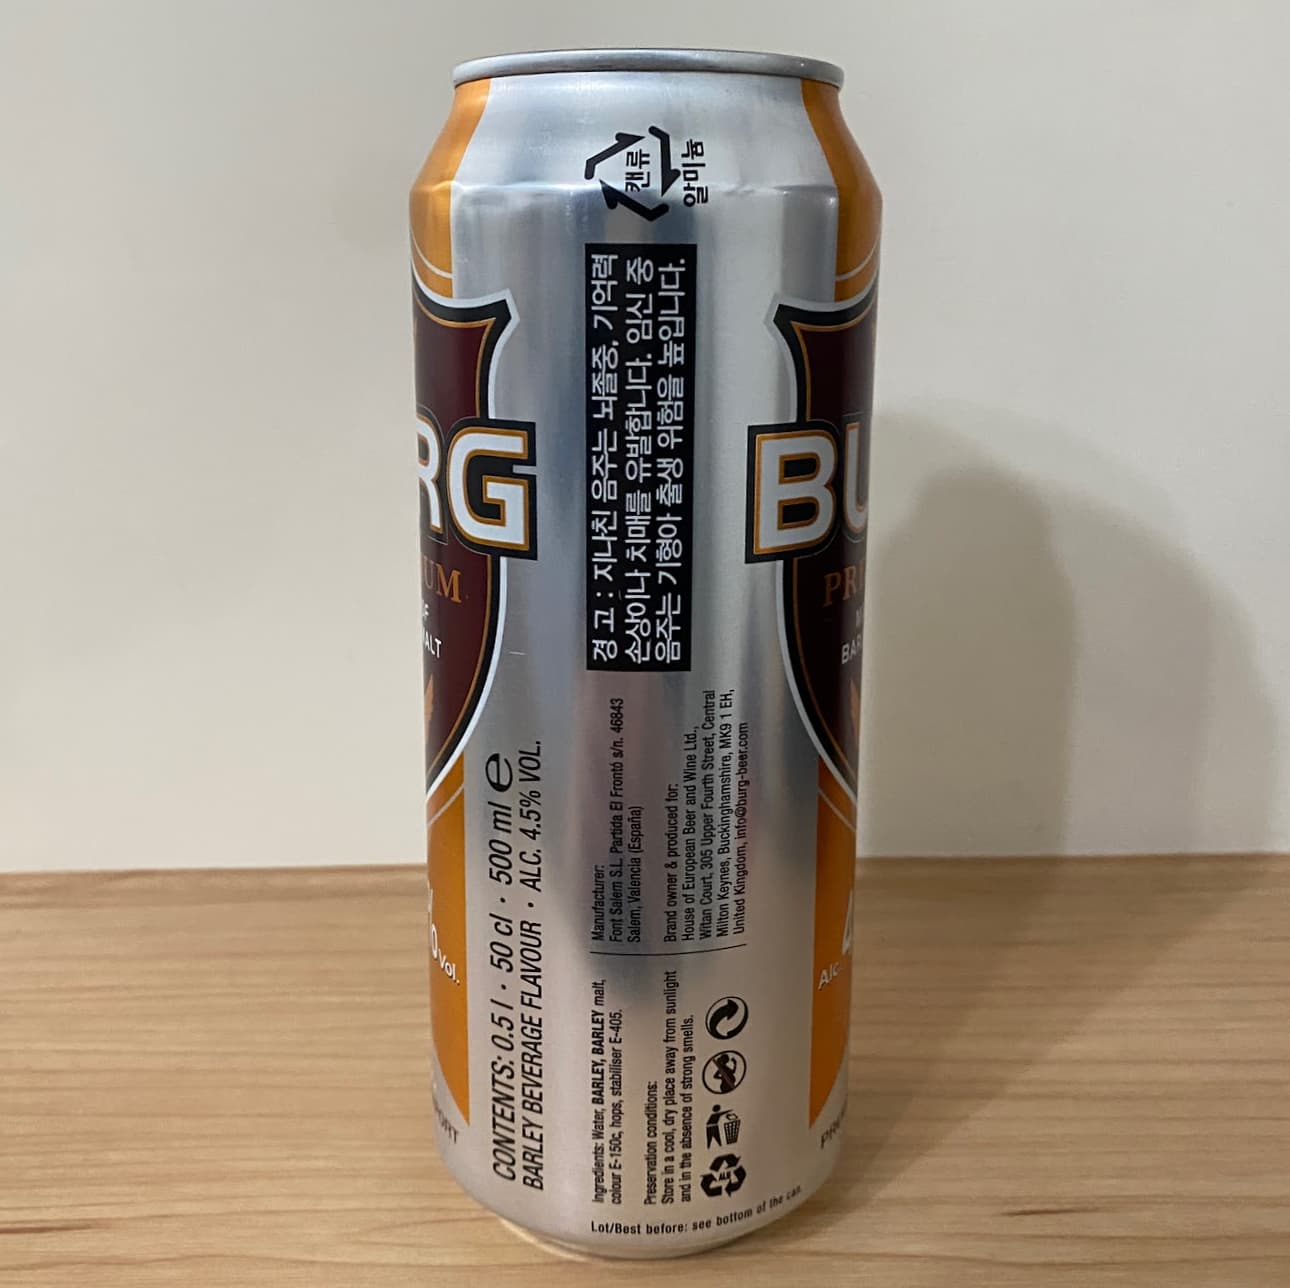 캔류
알미늄
경 고 : 지나친 음주는 뇌졸중, 기억력
손상이나 치매를 유발합니다. 임신 중
음주는 기형아 출생 위험을 높입니다.
RG
UM
ALT
Vol.
BU
PR
BAR
Alc.
CONTENTS: 0.5 l · 50 cl · 500 ml e
BARLEY BEVERAGE FLAVOUR · ALC. 4.5% VOL.
Manufacturer:
Font Salem S.L. Partida El Frontó s/n. 46843
Salem, Valencia (España)
Brand owner & produced for:
House of European Beer and Wine Ltd.,
Witan Court, 305 Upper Fourth Street, Central
Milton Keynes, Buckinghamshire, MK9 1 EH,
United Kingdom, info@burg-beer.com
Ingredients: Water, BARLEY, BARLEY malt,
colour E-150c, hops, stabiliser E-405.
Preservation conditions:
Store in a cool, dry place away from sunlight
and in the absence of strong smells.
Lot/Best before: see bottom of the can.